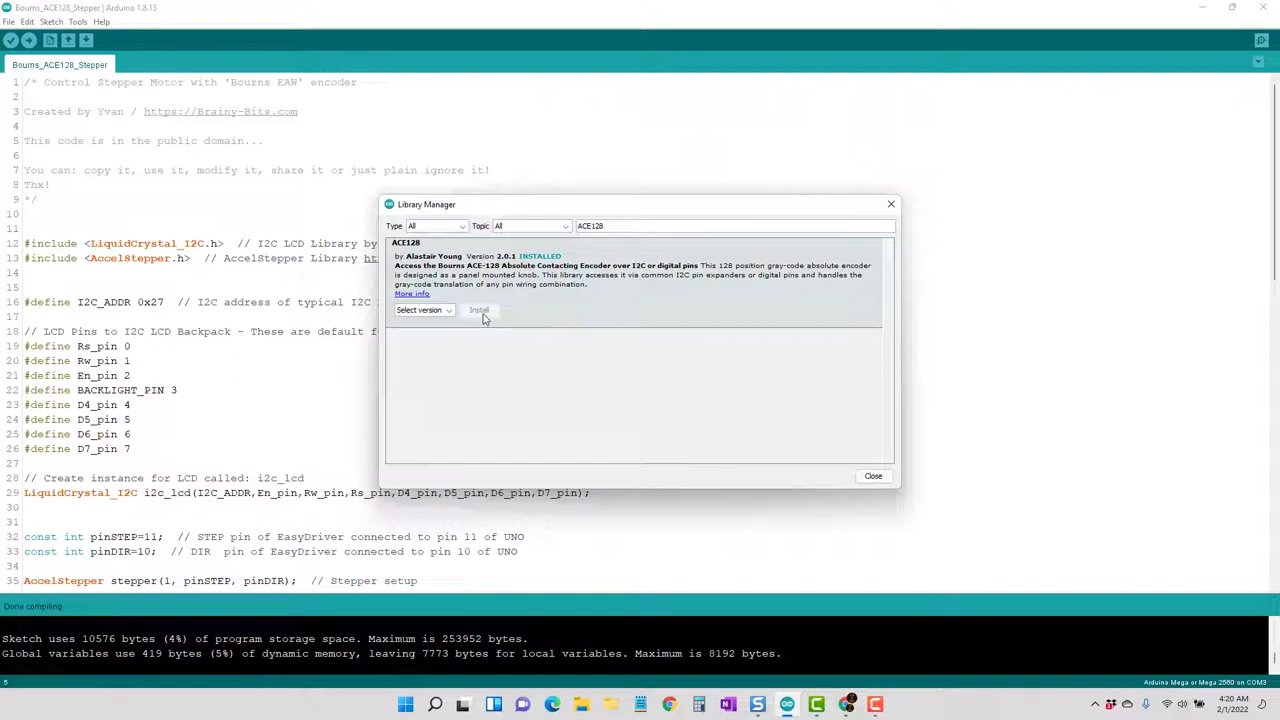 Bourns_ACE128_Stepper | Arduino 1.8.13
File Edit Sketch Tools Help
Bourns_ACE128_Stepper
1 /* Control Stepper Motor with 'Bourns EAW' encoder
2
3 Created by Yvan / https://Brainy-Bits.com
4
5 This code is in the public domain...
6
7 You can: copy it, use it, modify it, share it or just plain ignore it!
8 Thx!
9 */
10
11
12 #include <LiquidCrystal_I2C.h> // I2C LCD Library by
13 #include <AccelStepper.h> // AccelStepper Library
15
16 #define I2C_ADDR 0x27 // I2C address of typical I2C
17
18 // LCD Pins to I2C LCD Backpack - These are default
19 #define Rs_pin 0
20 #define Rw_pin 1
21 #define En_pin 2
22 #define BACKLIGHT_PIN 3
23 #define D4_pin 4
24 #define D5_pin 5
25 #define D6_pin 6
26 #define D7_pin 7
27
28 // Create instance for LCD called: i2c_lcd
29 LiquidCrystal_I2C i2c_lcd(I2C_ADDR,En_pin,Rw_pin,Rs_pin,D4_pin,D5_pin,D6_pin,D7_pin);
30
31
32 const int pinSTEP=11; // STEP pin of EasyDriver connected to pin 11 of UNO
33 const int pinDIR=10; // DIR pin of EasyDriver connected to pin 10 of UNO
34
35 AccelStepper stepper(1, pinSTEP, pinDIR); // Stepper setup
Library Manager
Type All Topic All ACE128
ACE128
by Alastair Young Version 2.0.1 INSTALLED
Access the Bourns ACE-128 Absolute Contacting Encoder over I2C or digital pins This 128 position gray-code absolute encoder
is designed as a panel mounted knob. This library accesses it via common I2C pin expanders or digital pins and handles the
gray-code translation of any pin wiring combination.
More info
Select version Install
Close
Done compiling
Sketch uses 10576 bytes (4%) of program storage space. Maximum is 253952 bytes.
Global variables use 419 bytes (5%) of dynamic memory, leaving 7773 bytes for local variables. Maximum is 8192 bytes.
5 Arduino Mega or Mega 2560 on COM3
4:20 AM
2/1/2022